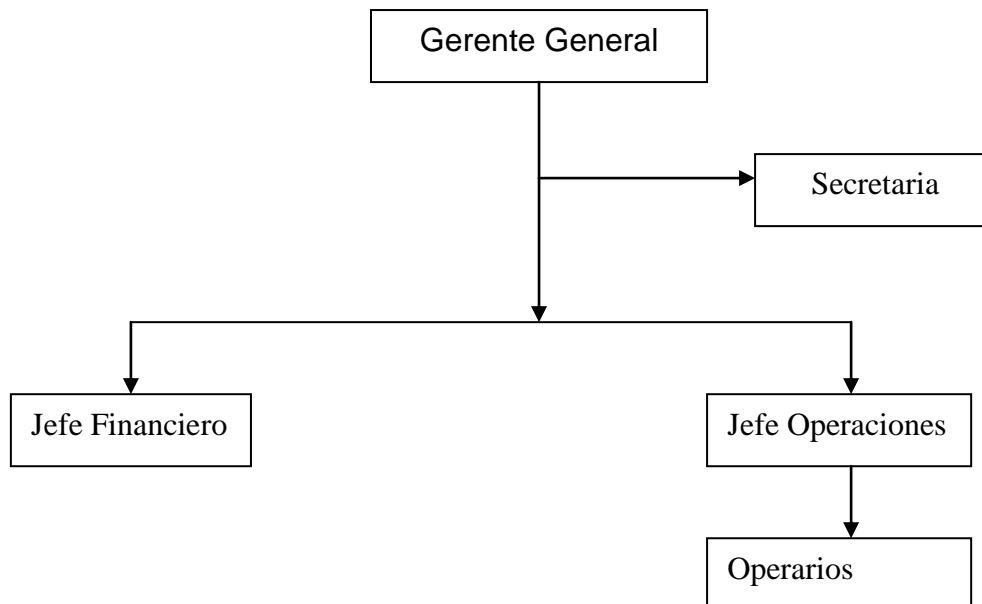 Gerente General
Secretaria
Jefe Financiero
Jefe Operaciones
Operarios